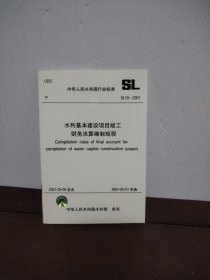 UDC
中华人民共和国行业标准
SL
P
SL19—2001
水利基本建设项目竣工
财务决算编制规程
Compilation rules of final account for
completion of water capital construction project
2001-02-08 发布
2001-03-01 实施
中华人民共和国水利部 发布